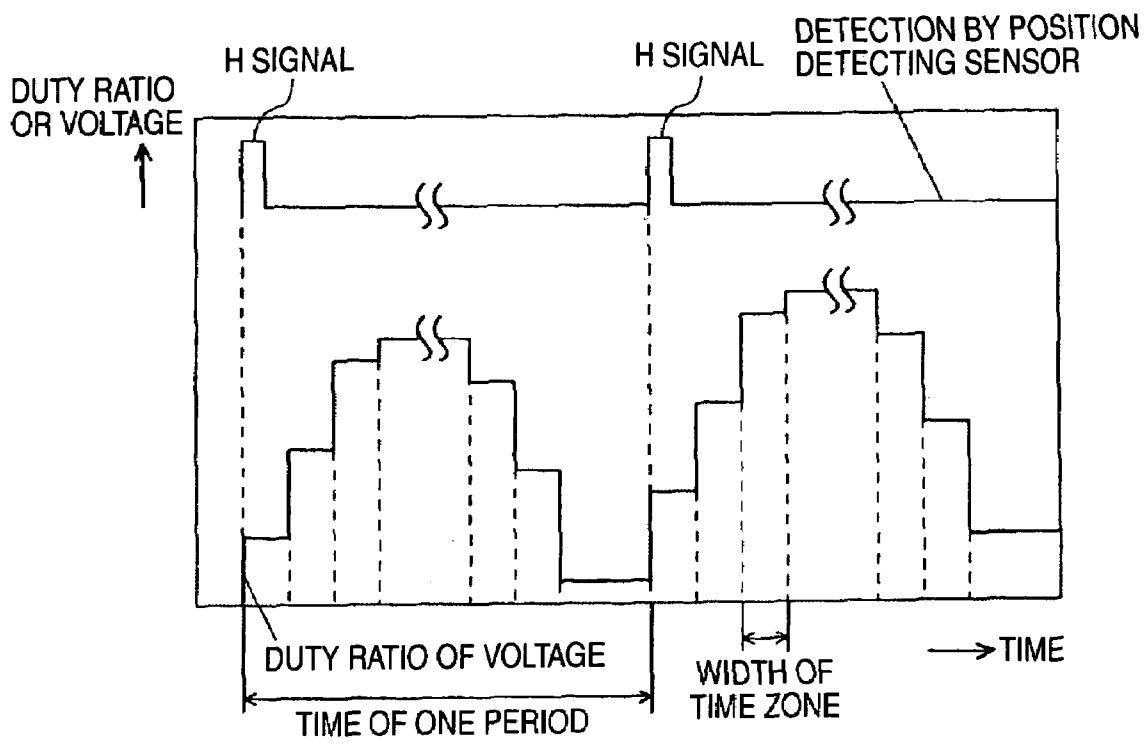 DETECTION BY POSITION
DETECTING SENSOR
H SIGNAL
H SIGNAL
DUTY RATIO
OR VOLTAGE
DUTY RATIO OF VOLTAGE
TIME
WIDTH OF
TIME ZONE
TIME OF ONE PERIOD